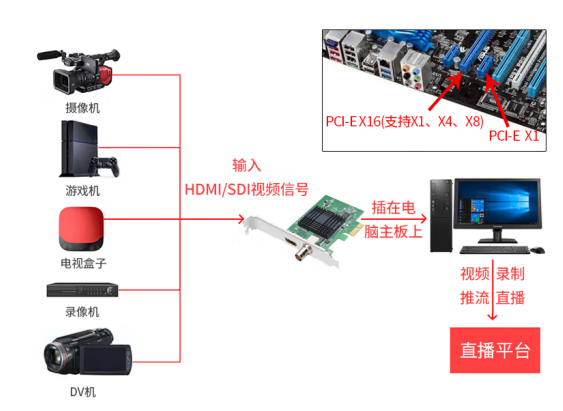 摄像机
游戏机
电视盒子
录像机
DV机
输入
HDMI/SDI视频信号
插在电
脑主板上
PCI-E X16(支持X1、X4、X8)
PCI-E X1
视频 录制
推流 直播
直播平台